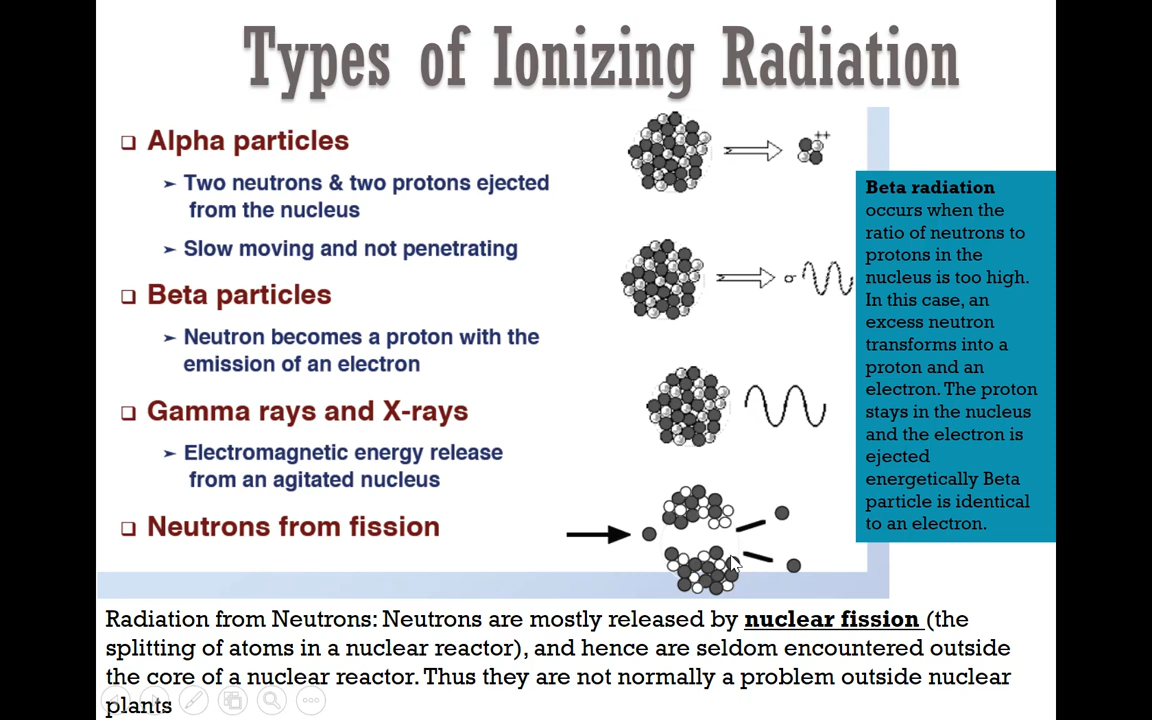 Types of Ionizing Radiation
Alpha particles
Two neutrons & two protons ejected
from the nucleus
Slow moving and not penetrating
Beta particles
Neutron becomes a proton with the
emission of an electron
Gamma rays and X-rays
Electromagnetic energy release
from an agitated nucleus
Neutrons from fission
++
Beta radiation
occurs when the
ratio of neutrons to
protons in the
nucleus is too high.
In this case, an
excess neutron
transforms into a
proton and an
electron. The proton
stays in the nucleus
and the electron is
ejected
energetically Beta
particle is identical
to an electron.
Radiation from Neutrons: Neutrons are mostly released by nuclear fission (the
splitting of atoms in a nuclear reactor), and hence are seldom encountered outside
the core of a nuclear reactor. Thus they are not normally a problem outside nuclear
plants